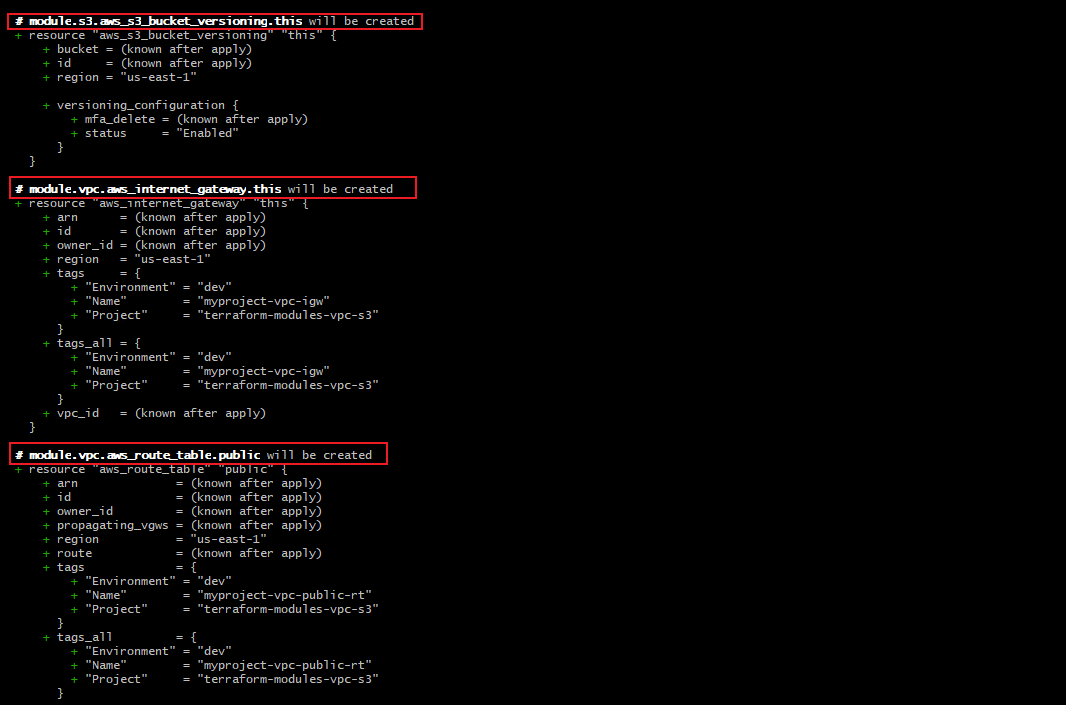 # module.s3.aws_s3_bucket_versioning.this will be created
+ resource "aws_s3_bucket_versioning" "this" {
+ bucket = (known after apply)
+ id     = (known after apply)
+ region = "us-east-1"
+ versioning_configuration {
+ mfa_delete = (known after apply)
+ status     = "Enabled"
}
}
# module.vpc.aws_internet_gateway.this will be created
+ resource "aws_internet_gateway" "this" {
+ arn      = (known after apply)
+ id       = (known after apply)
+ owner_id = (known after apply)
+ region   = "us-east-1"
+ tags     = {
+ "Environment" = "dev"
+ "Name"        = "myproject-vpc-igw"
+ "Project"     = "terraform-modules-vpc-s3"
}
+ tags_all = {
+ "Environment" = "dev"
+ "Name"        = "myproject-vpc-igw"
+ "Project"     = "terraform-modules-vpc-s3"
}
+ vpc_id   = (known after apply)
}
# module.vpc.aws_route_table.public will be created
+ resource "aws_route_table" "public" {
+ arn              = (known after apply)
+ id               = (known after apply)
+ owner_id         = (known after apply)
+ propagating_vgws = (known after apply)
+ region           = "us-east-1"
+ route            = (known after apply)
+ tags             = {
+ "Environment" = "dev"
+ "Name"        = "myproject-vpc-public-rt"
+ "Project"     = "terraform-modules-vpc-s3"
}
+ tags_all         = {
+ "Environment" = "dev"
+ "Name"        = "myproject-vpc-public-rt"
+ "Project"     = "terraform-modules-vpc-s3"
}